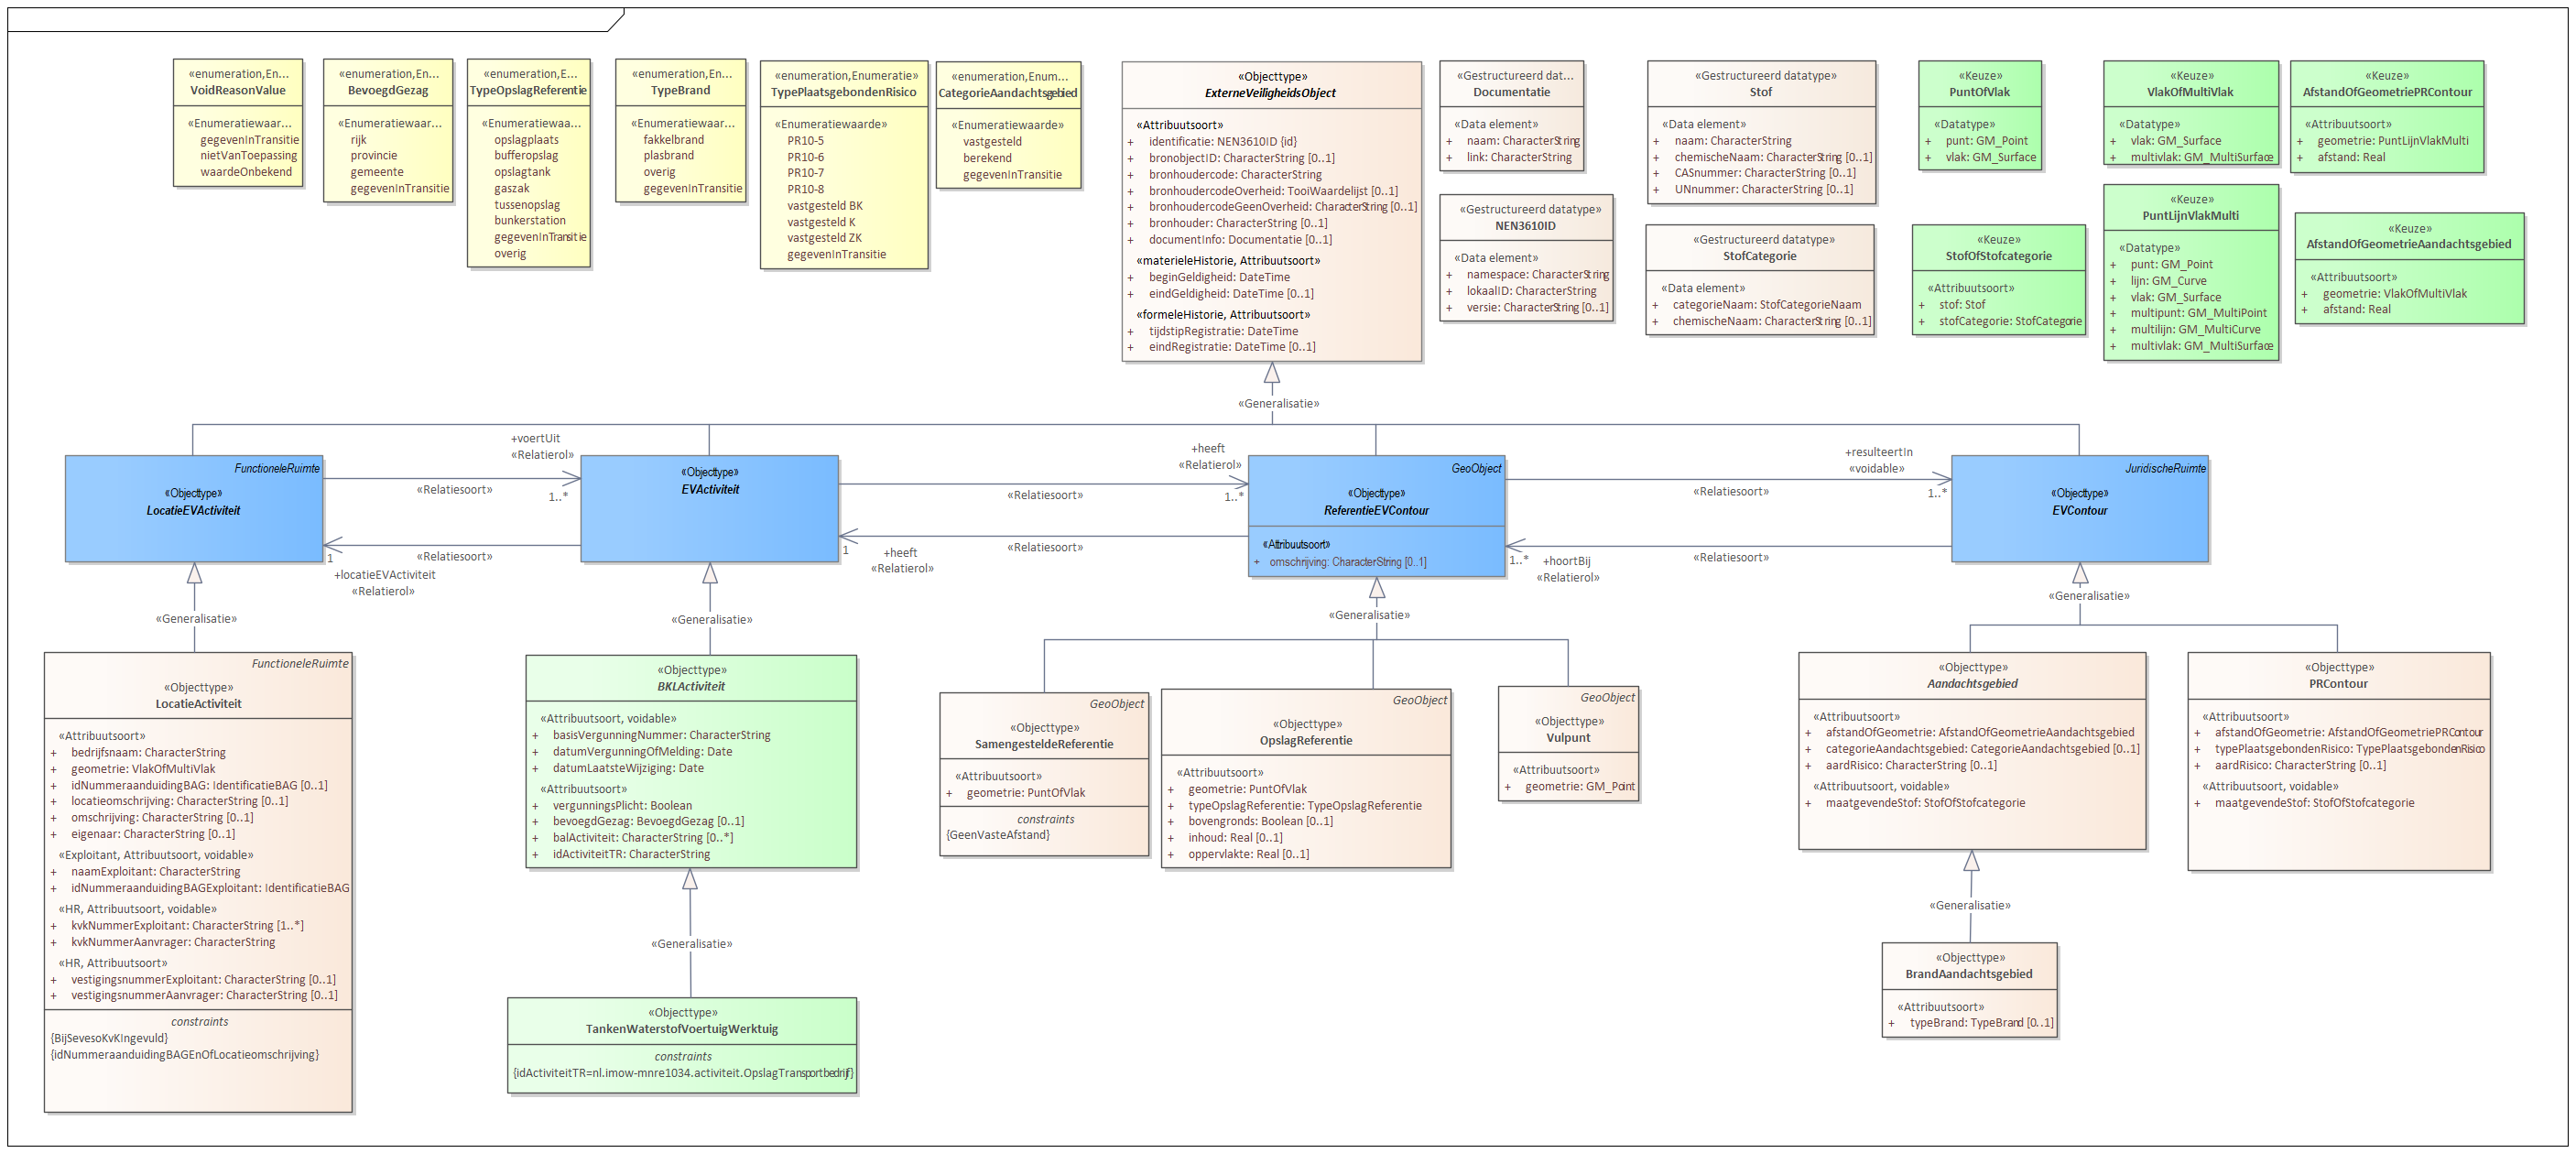 «enumeration,En...
VoidReasonValue
«Enumeratiewaar...
gegevenInTransitie
nietVanToepassing
waardeOnbekend
«enumeration,En...
BevoegdGezag
«Enumeratiewaar...
rijk
provincie
gemeente
gegevenInTransitie
«enumeration,E...
TypeOpslagReferentie
«Enumeratiewaa...
opslagplaats
bufferopslag
opslagtank
gaszak
tussenopslag
bunkerstation
gegevenInTransitie
overig
«enumeration,En...
TypeBrand
«Enumeratiewaar...
fakkelbrand
plasbrand
overig
gegevenInTransitie
«enumeration,Enumeratie»
TypePlaatsgebondenRisico
«Enumeratiewaarde»
PR10-5
PR10-6
PR10-7
PR10-8
vastgesteld BK
vastgesteld K
vastgesteld ZK
gegevenInTransitie
«enumeration,Enum...
CategorieAandachtsgebied
«Enumeratiewaarde»
vastgesteld
berekend
gegevenInTransitie
«Objecttype»
ExterneVeiligheidsObject
«Attribuutsoort»
+ identificatie: NEN3610ID {id}
+ bronobjectID: CharacterString [0..1]
+ bronhoudercode: CharacterString
+ bronhoudercodeOverheid: TooiWaardelijst [0..1]
+ bronhoudercodeGeenOverheid: CharacterString [0..1]
+ bronhouder: CharacterString [0..1]
+ documentInfo: Documentatie [0..1]
«materieleHistorie, Attribuutsoort»
+ beginGeldigheid: DateTime
+ eindGeldigheid: DateTime [0..1]
«formeleHistorie, Attribuutsoort»
+ tijdstipRegistratie: DateTime
+ eindRegistratie: DateTime [0..1]
«Gestructureerd dat...
Documentatie
«Data element»
+ naam: CharacterString
+ link: CharacterString
«Gestructureerd datatype»
NEN3610ID
«Data element»
+ namespace: CharacterString
+ lokaalID: CharacterString
+ versie: CharacterString [0..1]
«Gestructureerd datatype»
Stof
«Data element»
+ naam: CharacterString
+ chemischeNaam: CharacterString [0..1]
+ CASnummer: CharacterString [0..1]
+ UNnummer: CharacterString [0..1]
«Gestructureerd datatype»
StofCategorie
«Data element»
+ categorieNaam: StofCategorieNaam
+ chemischeNaam: CharacterString [0..1]
«Keuze»
PuntOfVlak
«Datatype»
+ punt: GM_Point
+ vlak: GM_Surface
«Keuze»
StofOfStofcategorie
«Attribuutsoort»
+ stof: Stof
+ stofCategorie: StofCategorie
«Keuze»
VlakOfMultiVlak
«Datatype»
+ vlak: GM_Surface
+ multivlak: GM_MultiSurface
«Keuze»
PuntLijnVlakMulti
«Datatype»
+ punt: GM_Point
+ lijn: GM_Curve
+ vlak: GM_Surface
+ multipunt: GM_MultiPoint
+ multilijn: GM_MultiCurve
+ multivlak: GM_MultiSurface
«Keuze»
AfstandOfGeometriePRContour
«Attribuutsoort»
+ geometrie: PuntLijnVlakMulti
+ afstand: Real
«Keuze»
AfstandOfGeometrieAandachtsgebied
«Attribuutsoort»
+ geometrie: VlakOfMultiVlak
+ afstand: Real
«Generalisatie»
FunctioneleRuimte
«Objecttype»
LocatieEVActiviteit
+voertUit
«Relatierol»
«Relatiesoort»
1..*
«Relatiesoort»
1
+locatieEVActiviteit
«Relatierol»
«Objecttype»
EVActiviteit
+heeft
«Relatierol»
«Relatiesoort»
1..*
1
+heeft
«Relatierol»
«Relatiesoort»
GeoObject
«Objecttype»
ReferentieEVContour
«Attribuutsoort»
+ omschrijving: CharacterString [0..1]
+resulteertIn
«voidable»
«Relatiesoort»
1..*
1..*
+hoortBij
«Relatierol»
«Relatiesoort»
JuridischeRuimte
«Objecttype»
EVContour
«Generalisatie»
«Generalisatie»
«Generalisatie»
«Generalisatie»
FunctioneleRuimte
«Objecttype»
LocatieActiviteit
«Attribuutsoort»
+ bedrijfsnaam: CharacterString
+ geometrie: VlakOfMultiVlak
+ idNummeraanduidingBAG: IdentificatieBAG [0..1]
+ locatieomschrijving: CharacterString [0..1]
+ omschrijving: CharacterString [0..1]
+ eigenaar: CharacterString [0..1]
«Exploitant, Attribuutsoort, voidable»
+ naamExploitant: CharacterString
+ idNummeraanduidingBAGExploitant: IdentificatieBAG
«HR, Attribuutsoort, voidable»
+ kvkNummerExploitant: CharacterString [1..*]
+ kvkNummerAanvrager: CharacterString
«HR, Attribuutsoort»
+ vestigingsnummerExploitant: CharacterString [0..1]
+ vestigingsnummerAanvrager: CharacterString [0..1]
constraints
{BijSevesoKvKIngevuld}
{idNummeraanduidingBAGEnOfLocatieomschrijving}
«Objecttype»
BKLActiviteit
«Attribuutsoort, voidable»
+ basisVergunningNummer: CharacterString
+ datumVergunningOfMelding: Date
+ datumLaatsteWijziging: Date
«Attribuutsoort»
+ vergunningsPlicht: Boolean
+ bevoegdGezag: BevoegdGezag [0..1]
+ balActiviteit: CharacterString [0..*]
+ idActiviteitTR: CharacterString
«Generalisatie»
«Objecttype»
TankenWaterstofVoertuigWerktuig
constraints
{idActiviteitTR=nl.imow-mnre1034.activiteit.OpslagTransportbedrijf}
GeoObject
«Objecttype»
SamengesteldeReferentie
«Attribuutsoort»
+ geometrie: PuntOfVlak
constraints
{GeenVasteAfstand}
GeoObject
«Objecttype»
OpslagReferentie
«Attribuutsoort»
+ geometrie: PuntOfVlak
+ typeOpslagReferentie: TypeOpslagReferentie
+ bovengronds: Boolean [0..1]
+ inhoud: Real [0..1]
+ oppervlakte: Real [0..1]
GeoObject
«Objecttype»
Vulpunt
«Attribuutsoort»
+ geometrie: GM_Point
«Objecttype»
Aandachtsgebied
«Attribuutsoort»
+ afstandOfGeometrie: AfstandOfGeometrieAandachtsgebied
+ categorieAandachtsgebied: CategorieAandachtsgebied [0..1]
+ aardRisico: CharacterString [0..1]
«Attribuutsoort, voidable»
+ maatgevendeStof: StofOfStofcategorie
«Objecttype»
PRContour
«Attribuutsoort»
+ afstandOfGeometrie: AfstandOfGeometriePRContour
+ typePlaatsgebondenRisico: TypePlaatsgebondenRisico
+ aardRisico: CharacterString [0..1]
«Attribuutsoort, voidable»
+ maatgevendeStof: StofOfStofcategorie
«Generalisatie»
«Objecttype»
BrandAandachtsgebied
«Attribuutsoort»
+ typeBrand: TypeBrand [0..1]